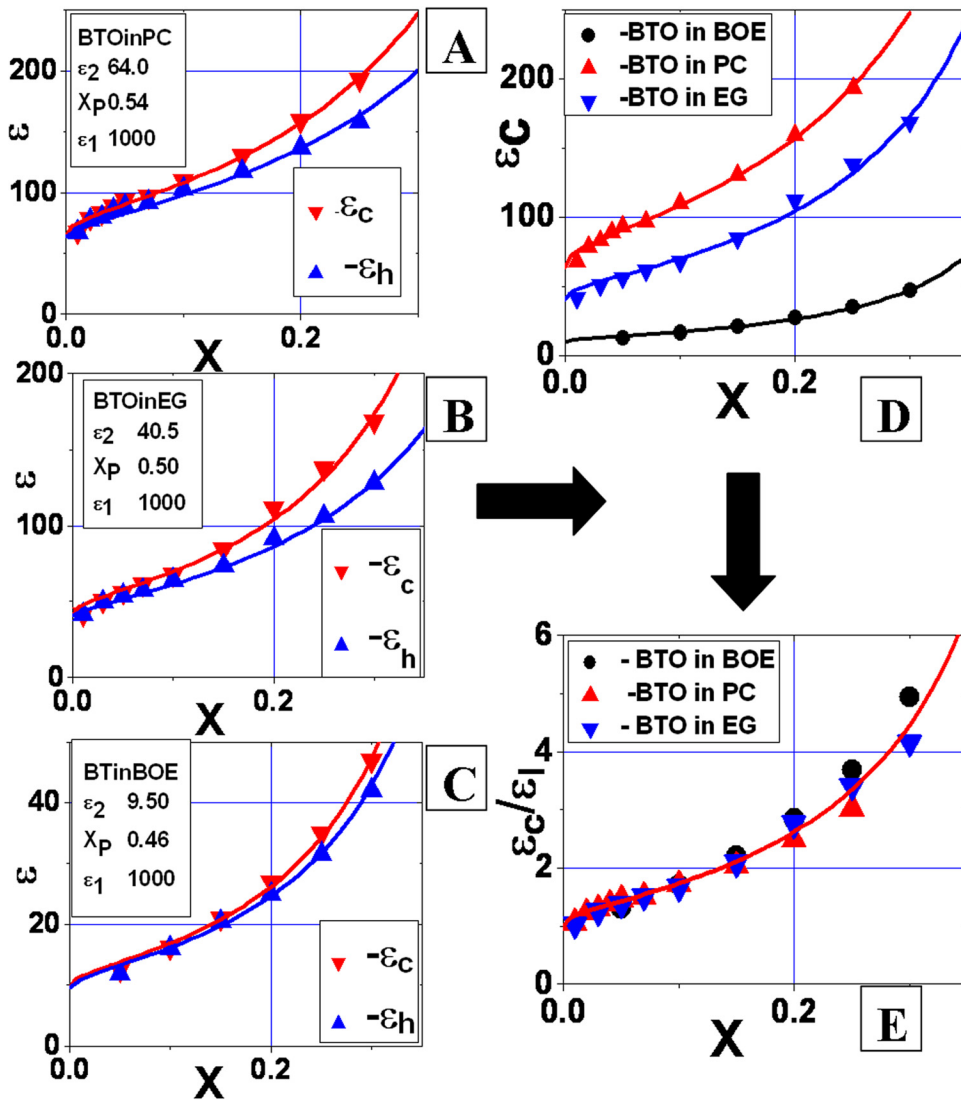 BTOinPC
ε2 64.0
XP 0.54
ε1 1000
A
200
100
0
ε
-εc
-εh
0.0 0.2
X
BTOinEG
ε2 40.5
XP 0.50
ε1 1000
B
200
100
0
ε
-εc
-εh
0.0 0.2
X
BTinBOE
ε2 9.50
XP 0.46
ε1 1000
C
40
20
0
ε
-εc
-εh
0.0 0.2
X
-BTO in BOE
-BTO in PC
-BTO in EG
200
100
0
εC
0.0 0.2
X
D
6
4
2
0
εc/εl
- BTO in BOE
-BTO in PC
- BTO in EG
0.0 0.2
X
E